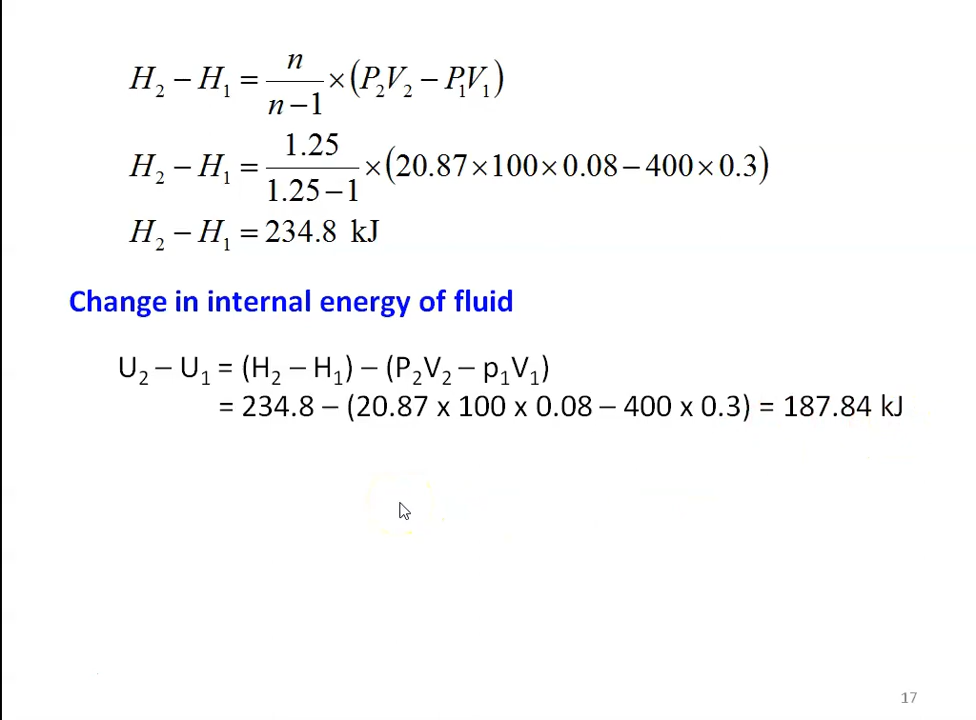 H₂ − H₁ = n/(n−1) × (P₂V₂ − P₁V₁)
H₂ − H₁ = 1.25/(1.25−1) × (20.87×100×0.08−400×0.3)
H₂ − H₁ = 234.8 kJ
Change in internal energy of fluid
U₂ – U₁ = (H₂ – H₁) – (P₂V₂ – p₁V₁)
= 234.8 – (20.87 x 100 x 0.08 – 400 x 0.3) = 187.84 kJ
17